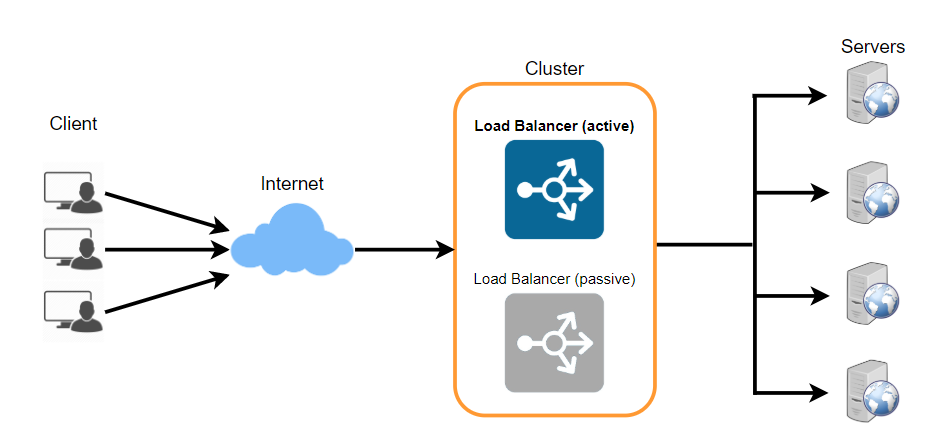 Client
Internet
Cluster
Load Balancer (active)
Load Balancer (passive)
Servers